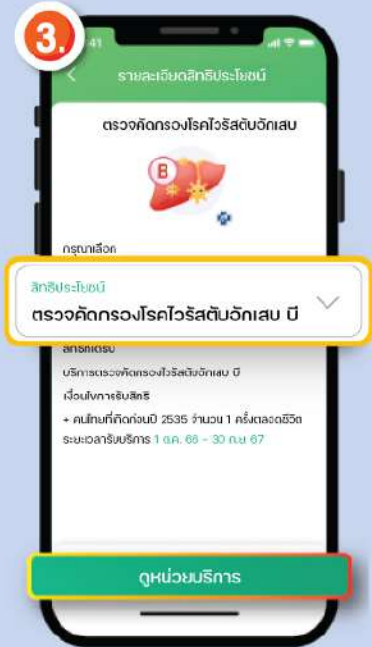 3.
41
รายละเอียดสิทธิประโยชน์
ตรวจคัดกรองโรคไวรัสตับอักเสบ
B
กรุณาเลือก
สิทธิประโยชน์
ตรวจคัดกรองโรคไวรัสตับอักเสบ บี
สิทธิที่ได้รับ
บริการตรวจคัดกรองไวรัสตับอักเสบ บี
เงื่อนไขการรับสิทธิ
+ คนไทยที่เกิดก่อนปี 2535 จำนวน 1 ครั้งตลอดชีวิต
ระยะเวลารับบริการ 1 ต.ค. 66 - 30 ก.ย 67
ดูหน่วยบริการ